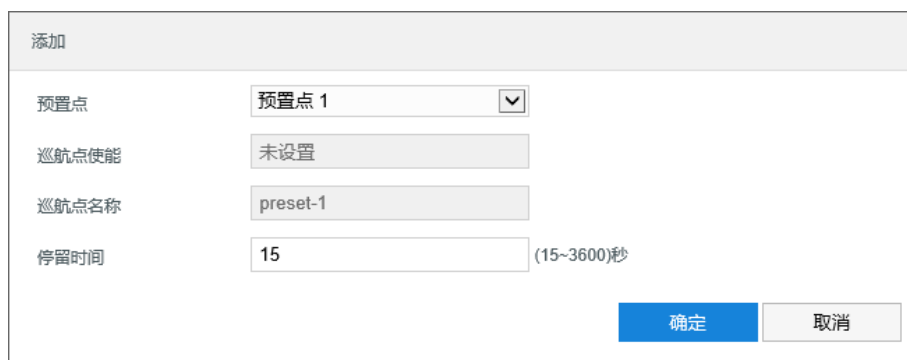 添加
预置点 预置点 1
巡航点使能 未设置
巡航点名称 preset-1
停留时间 15 (15~3600)秒
确定 取消